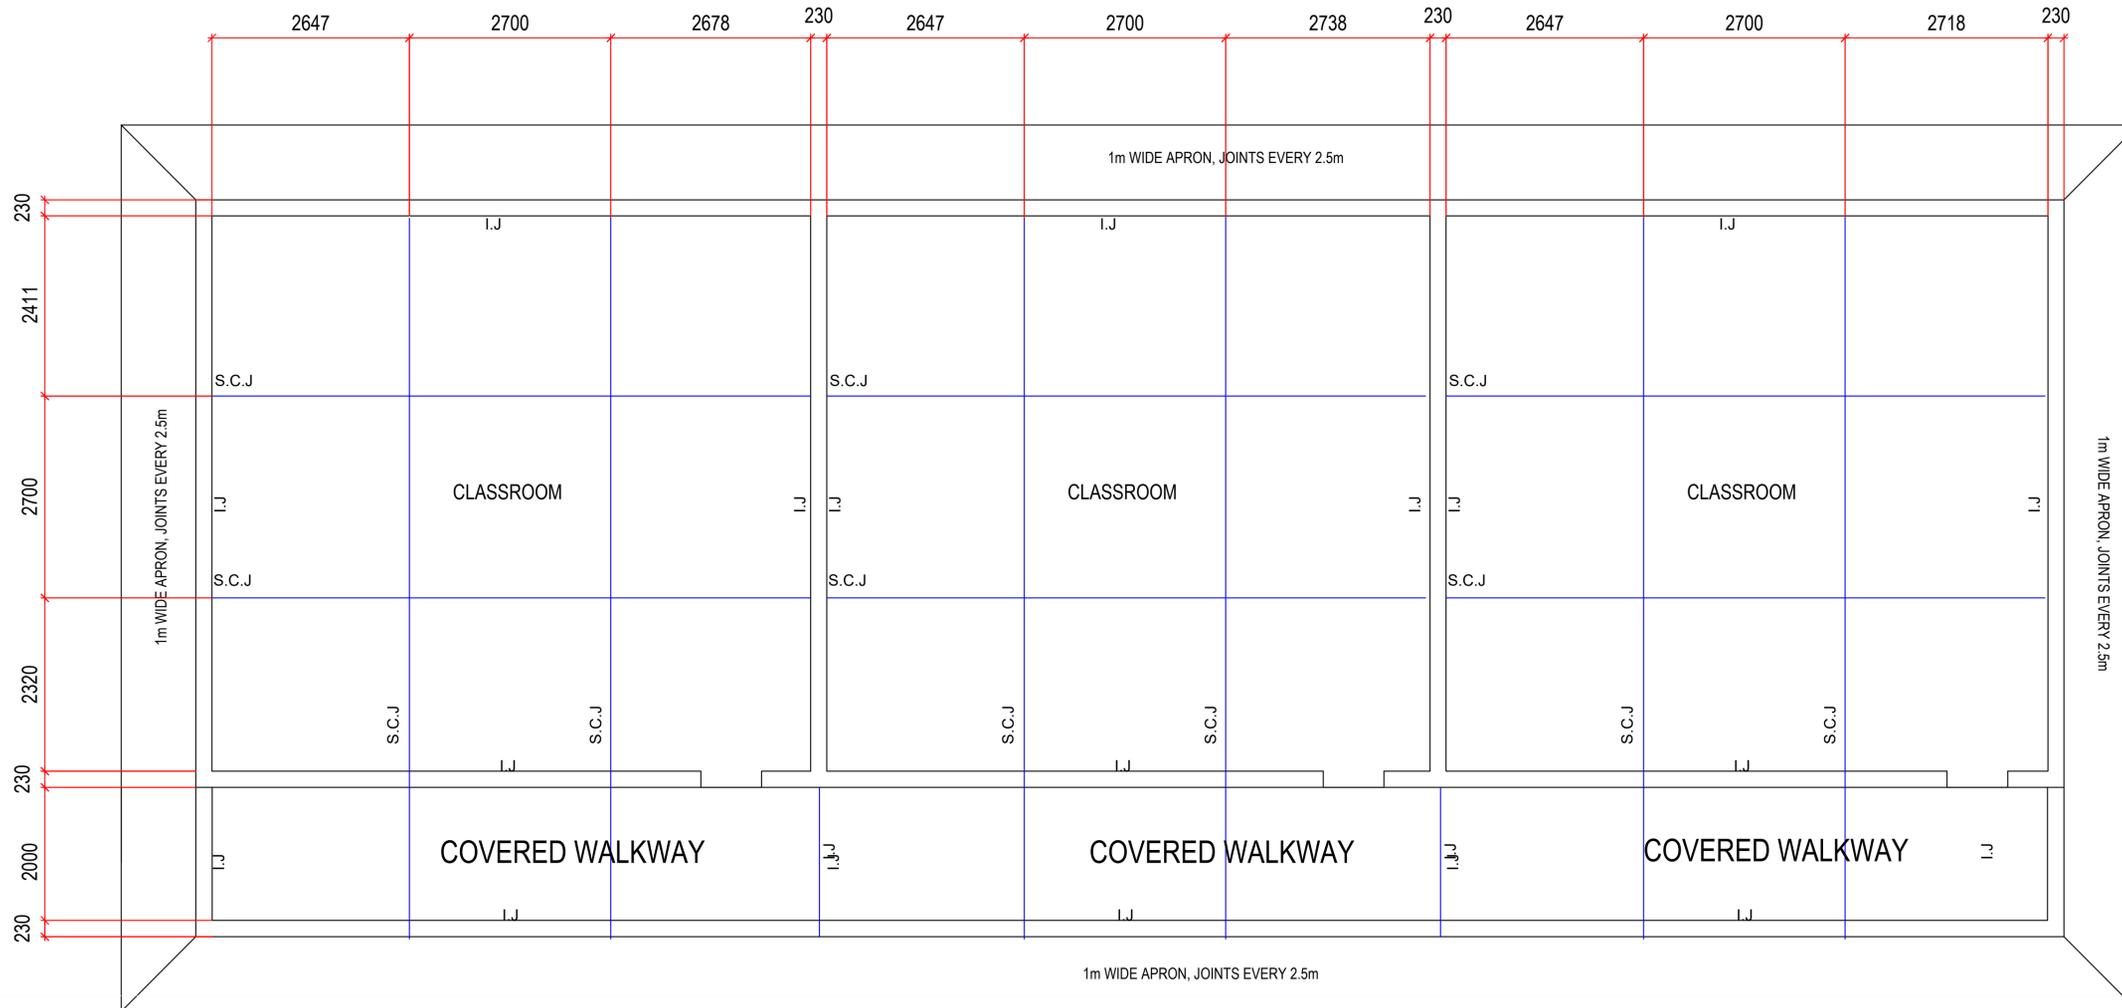 2647 2700 2678 230 2647 2700 2738 230 2647 2700 2718 230
1m WIDE APRON, JOINTS EVERY 2.5m
230
I.J I.J I.J
2411
S.C.J S.C.J S.C.J
1m WIDE APRON, JOINTS EVERY 2.5m
2700
CLASSROOM CLASSROOM CLASSROOM
I.J I.J I.J I.J I.J I.J
1m WIDE APRON, JOINTS EVERY 2.5m
S.C.J S.C.J S.C.J
2320
S.C.J S.C.J S.C.J S.C.J S.C.J S.C.J
230
I.J I.J I.J
2000
COVERED WALKWAY COVERED WALKWAY COVERED WALKWAY
I.J I.J I.J I.J I.J I.J
230
I.J I.J I.J
1m WIDE APRON, JOINTS EVERY 2.5m